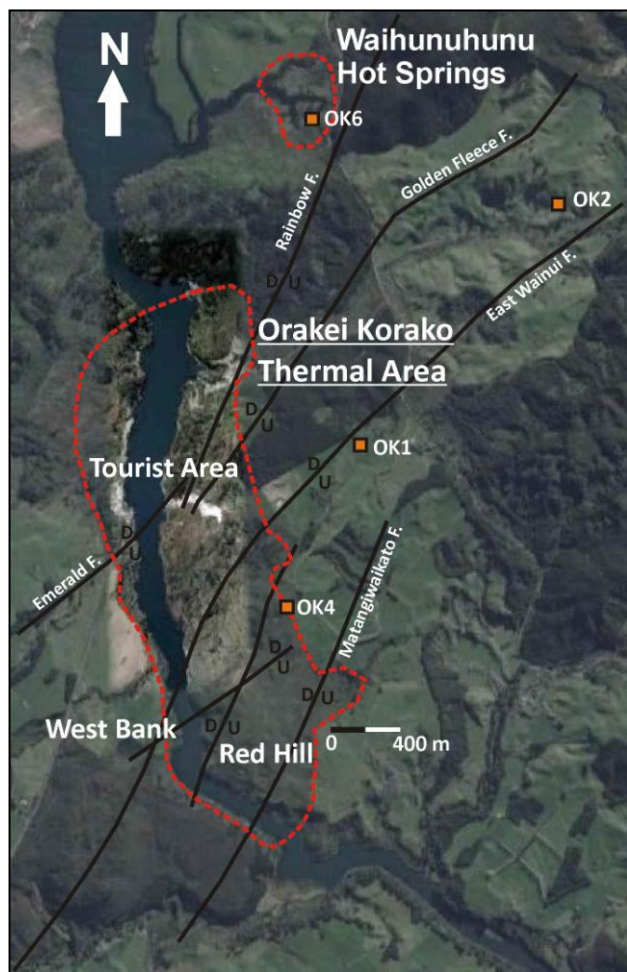 Waihunuhunu
Hot Springs
N
OK6
Golden Fleece F.
Rainbow F.
OK2
East Wainui F.
D U
Orakei Korako
Thermal Area
D
U
OK1
Tourist Area
D
U
D
U
Emerald F.
OK4
Matangiwaikato F.
D
U
D U
West Bank
D U
Red Hill
0 400 m